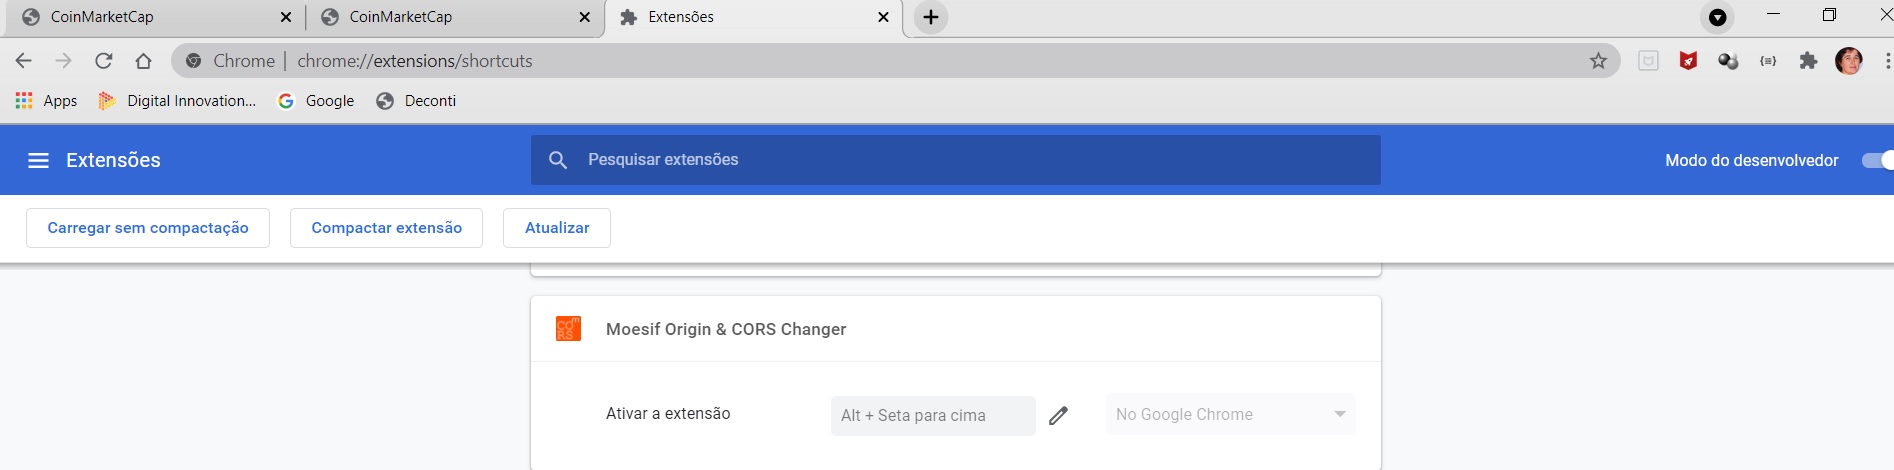 CoinMarketCap CoinMarketCap Extensões
Chrome | chrome://extensions/shortcuts
Apps Digital Innovation... Google Deconti
Extensões Pesquisar extensões Modo do desenvolvedor
Carregar sem compactação Compactar extensão Atualizar
Moesif Origin & CORS Changer
Ativar a extensão Alt + Seta para cima No Google Chrome